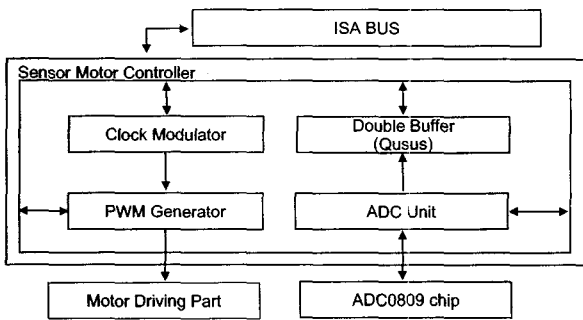 ISA BUS
Sensor Motor Controller
Clock Modulator
Double Buffer
(Qusus)
PWM Generator
ADC Unit
Motor Driving Part
ADC0809 chip